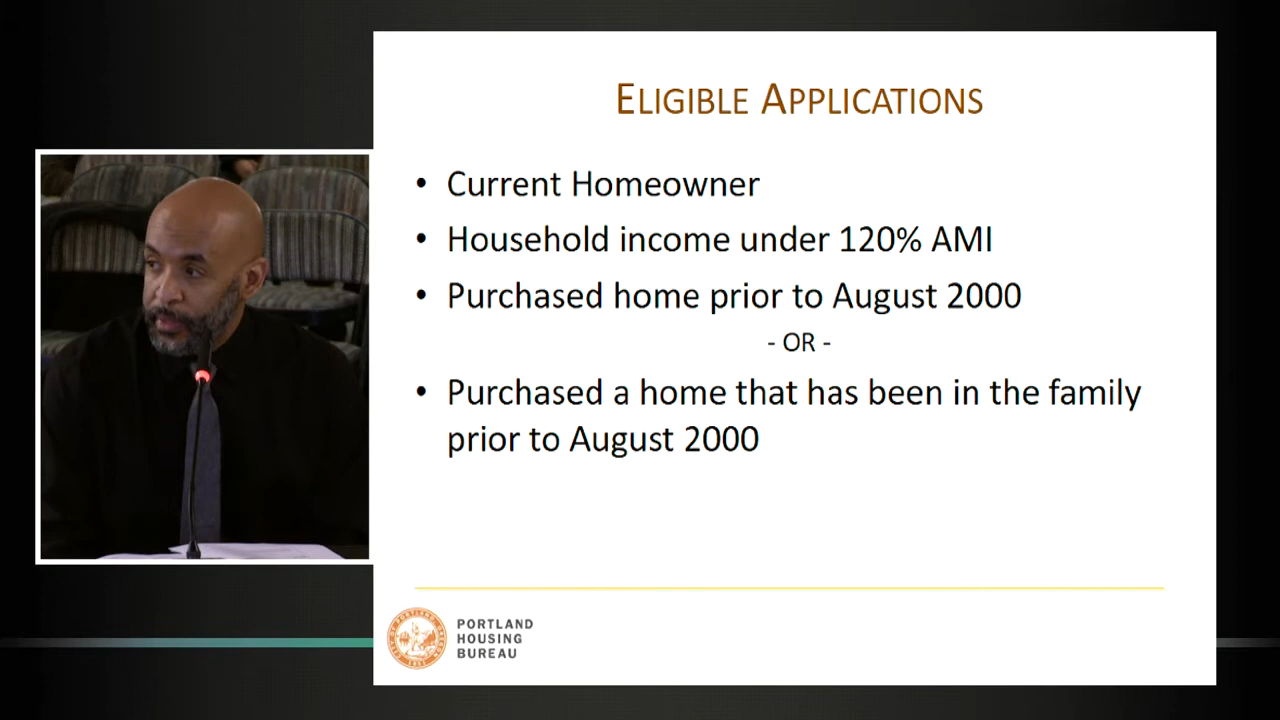 ELIGIBLE APPLICATIONS
• Current Homeowner
• Household income under 120% AMI
• Purchased home prior to August 2000
- OR -
• Purchased a home that has been in the family
prior to August 2000
PORTLAND
HOUSING
BUREAU